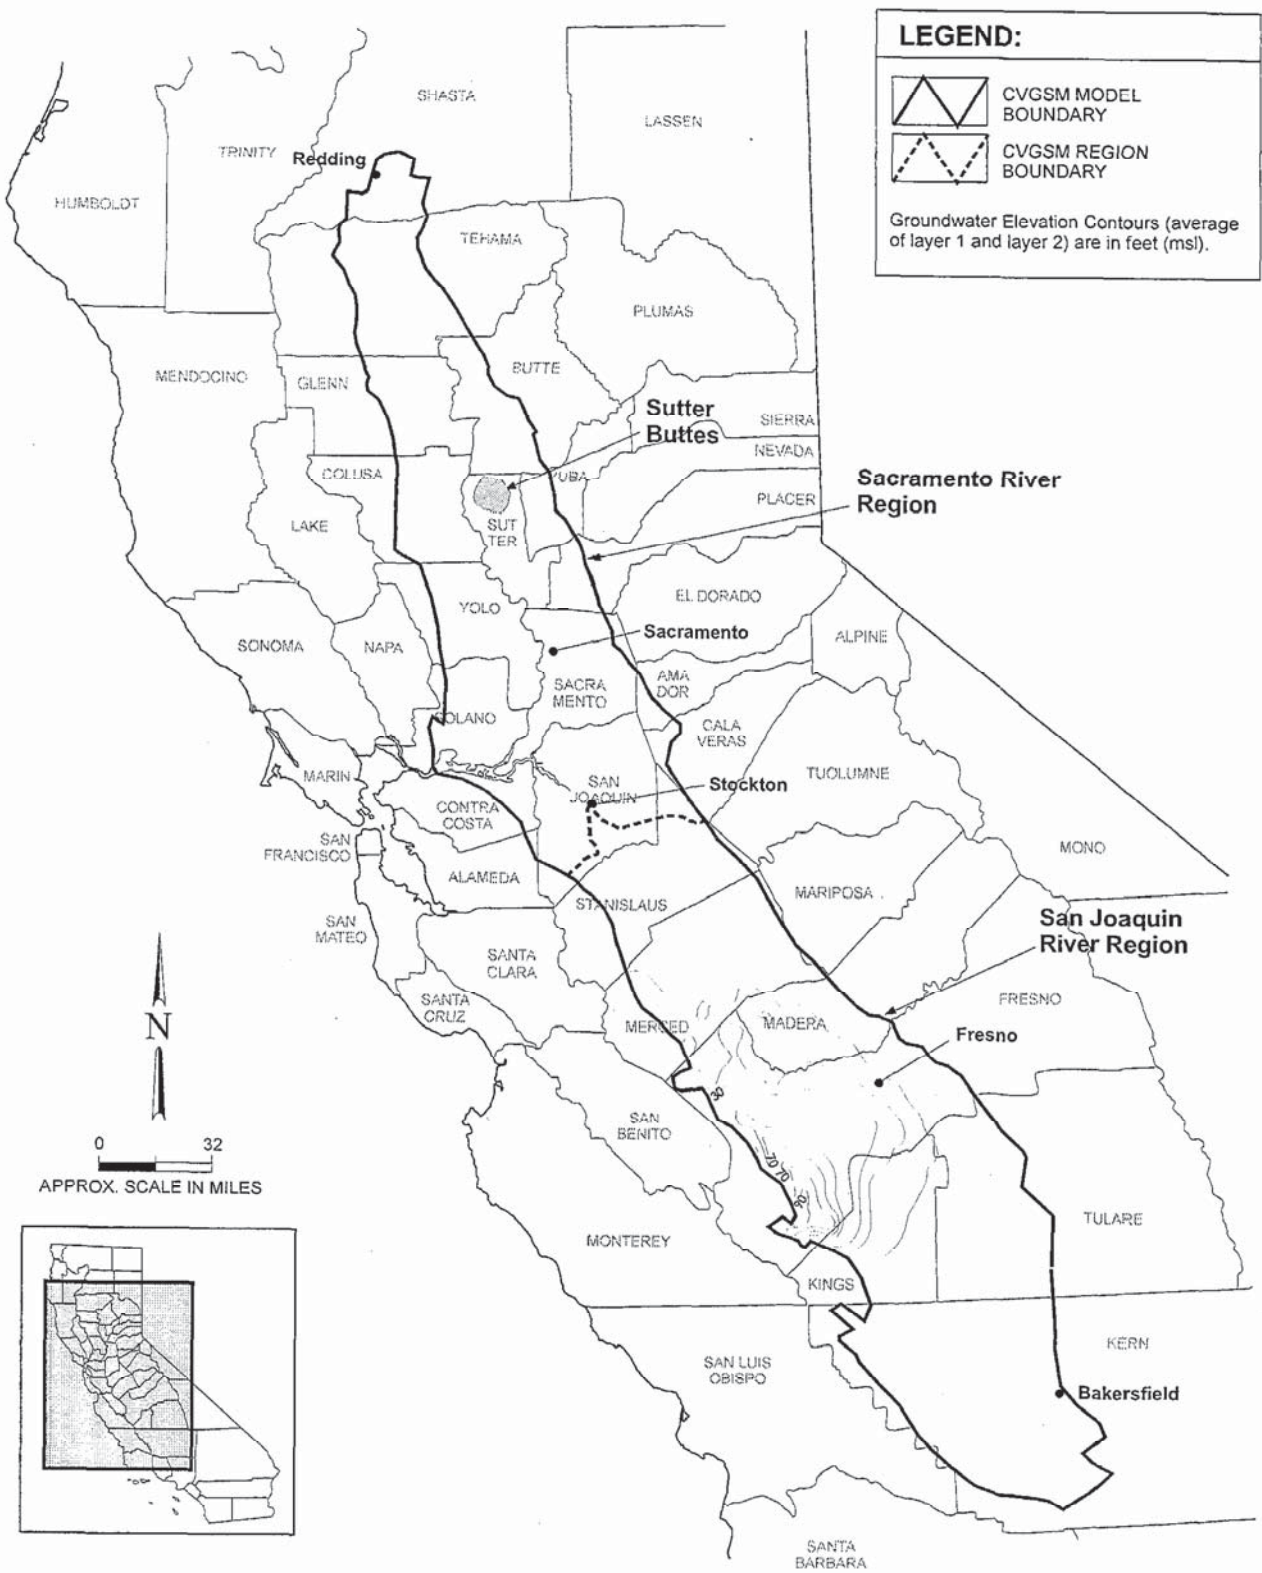 LEGEND:
CVGSM MODEL
BOUNDARY
CVGSM REGION
BOUNDARY
Groundwater Elevation Contours (average
of layer 1 and layer 2) are in feet (msl).
SHASTA
LASSEN
TRINITY
Redding
HUMBOLDT
TEHAMA
PLUMAS
MENDOCINO
GLENN
BUTTE
Sutter
Buttes
SIERRA
NEVADA
COLUSA
YUBA
Sacramento River
Region
PLACER
LAKE
SUT
TER
EL DORADO
YOLO
Sacramento
ALPINE
SONOMA
NAPA
SACRA
MENTO
AMA
DOR
SOLANO
CALA
VERAS
MARIN
TUOLUMNE
SAN
JOAQUIN
Stockton
CONTRA
COSTA
SAN
FRANCISCO
MONO
ALAMEDA
MARIPOSA
STANISLAUS
SAN
MATEO
San Joaquin
River Region
SANTA
CLARA
SANTA
CRUZ
FRESNO
MERCED
MADERA
Fresno
N
SAN
BENITO
0 32
APPROX. SCALE IN MILES
70 70
90
TULARE
MONTEREY
KINGS
KERN
SAN LUIS
OBISPO
Bakersfield
SANTA
BARBARA